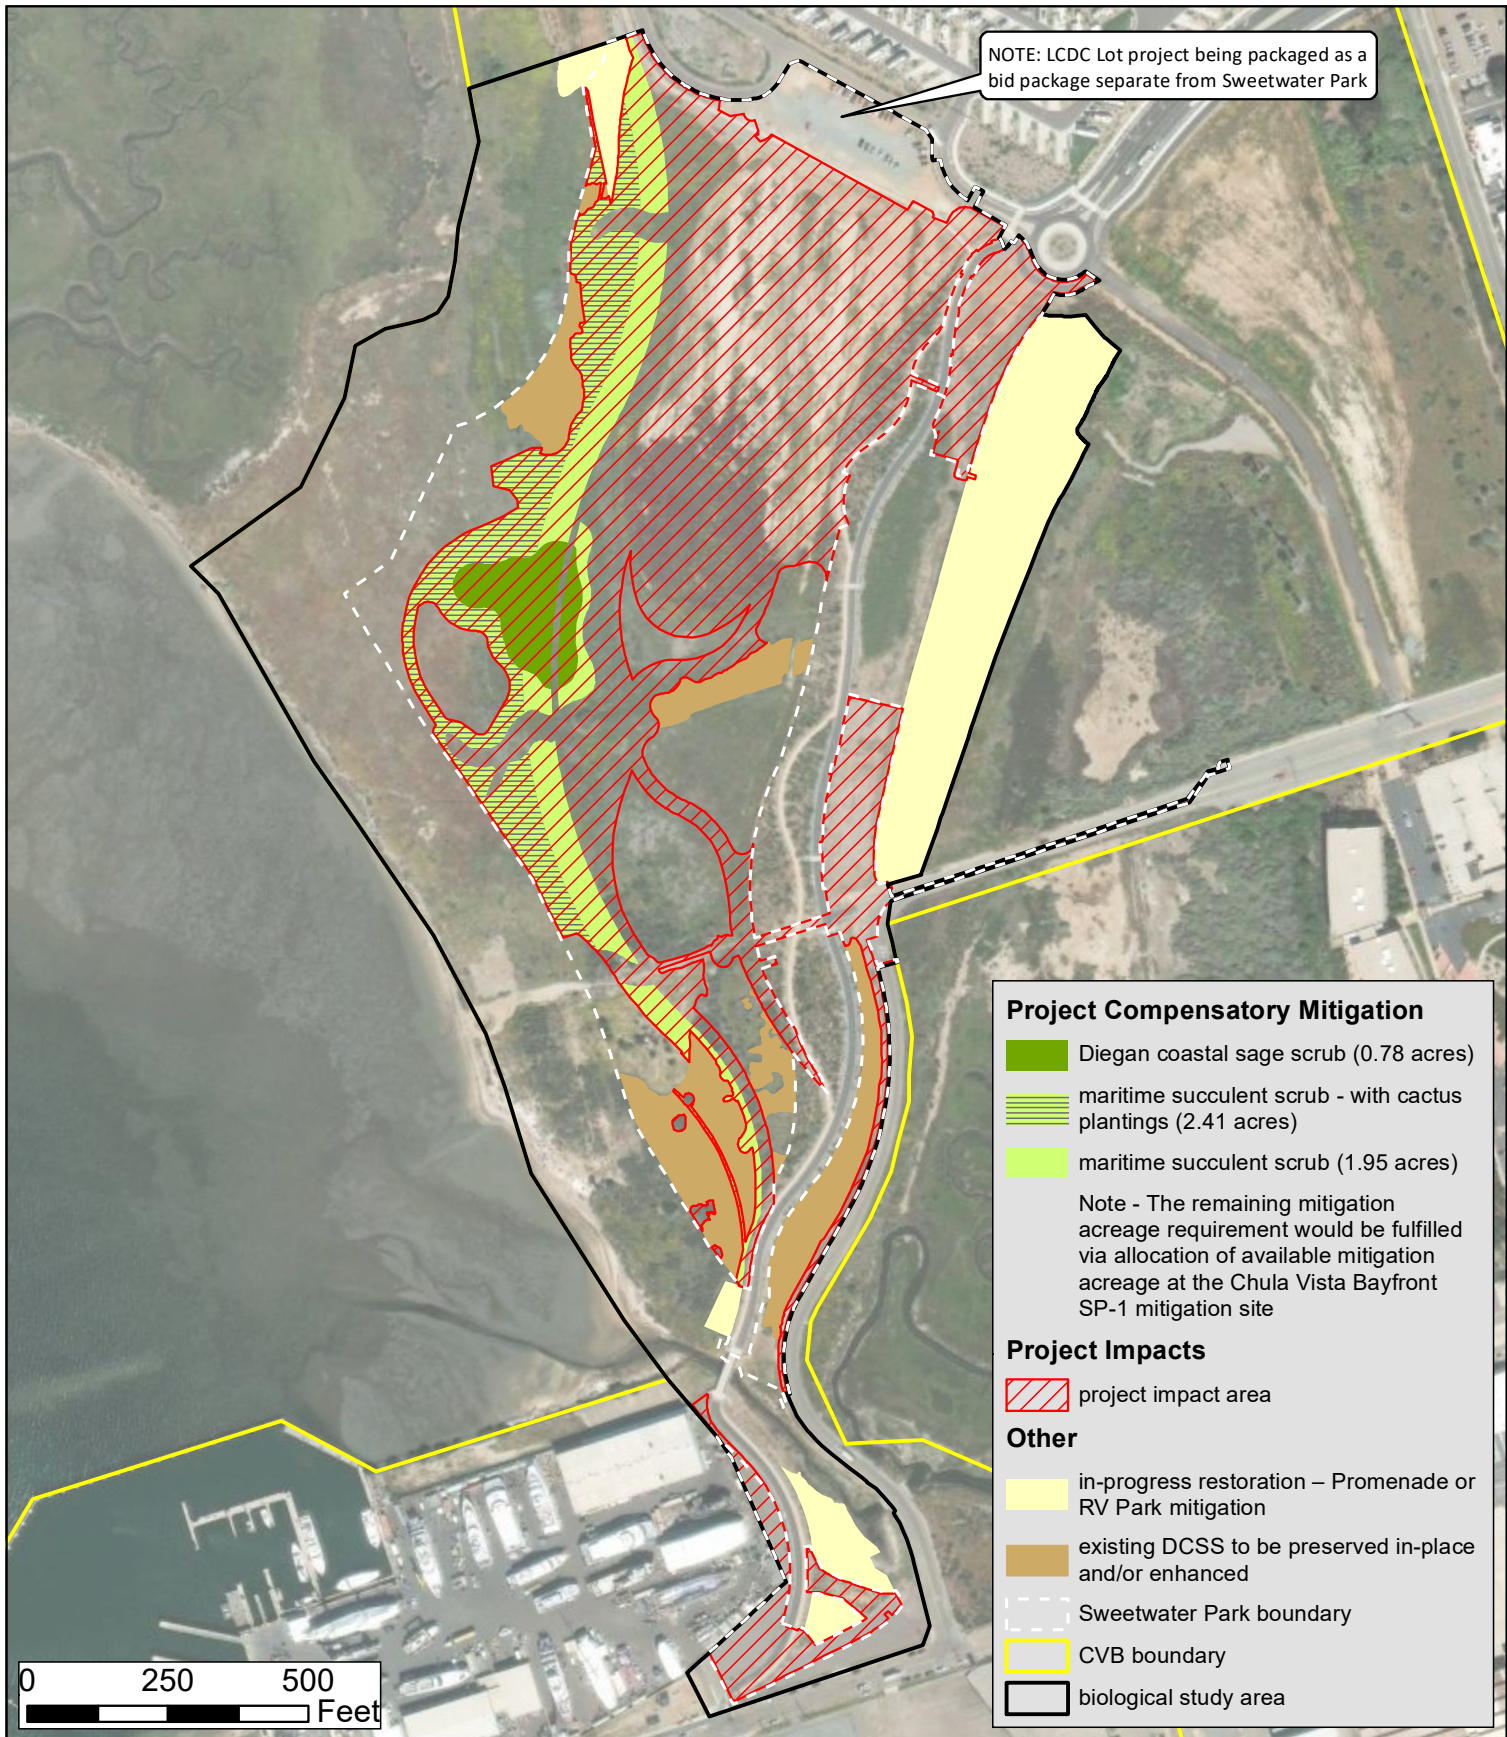 NOTE: LCDC Lot project being packaged as a
bid package separate from Sweetwater Park
Project Compensatory Mitigation
Diegan coastal sage scrub (0.78 acres)
maritime succulent scrub - with cactus
plantings (2.41 acres)
maritime succulent scrub (1.95 acres)
Note - The remaining mitigation
acreage requirement would be fulfilled
via allocation of available mitigation
acreage at the Chula Vista Bayfront
SP-1 mitigation site
Project Impacts
project impact area
Other
in-progress restoration – Promenade or
RV Park mitigation
existing DCSS to be preserved in-place
and/or enhanced
Sweetwater Park boundary
CVB boundary
biological study area
0 250 500
Feet